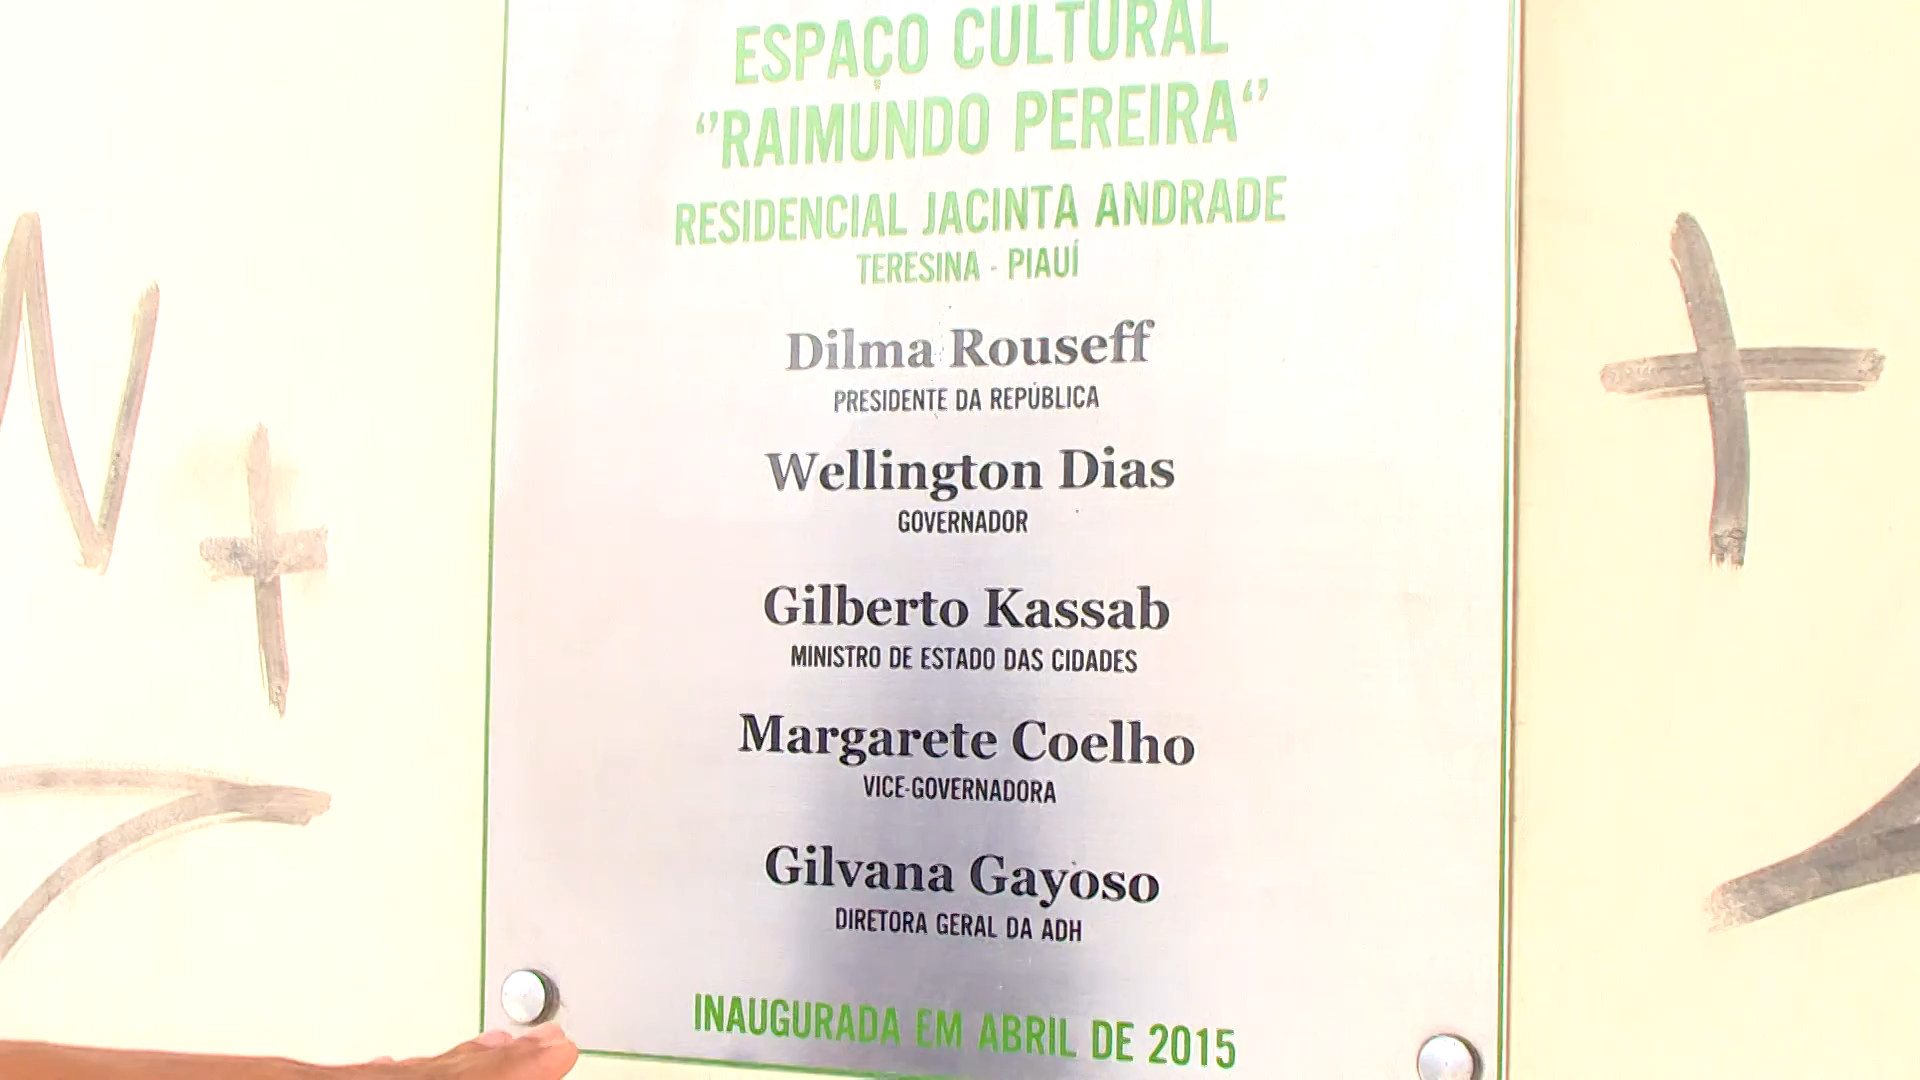 ESPAÇO CULTURAL
‘’RAIMUNDO PEREIRA‘’
RESIDENCIAL JACINTA ANDRADE
TERESINA - PIAUÍ
Dilma Rouseff
PRESIDENTE DA REPÚBLICA
Wellington Dias
GOVERNADOR
Gilberto Kassab
MINISTRO DE ESTADO DAS CIDADES
Margarete Coelho
VICE-GOVERNADORA
Gilvana Gayoso
DIRETORA GERAL DA ADH
INAUGURADA EM ABRIL DE 2015